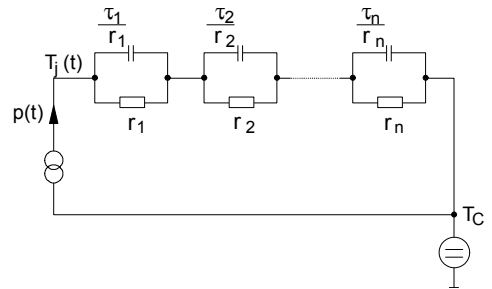 τ1 τ2 τn
r1 r2 rn
Tj (t)
p(t)
r1 r2 rn
TC